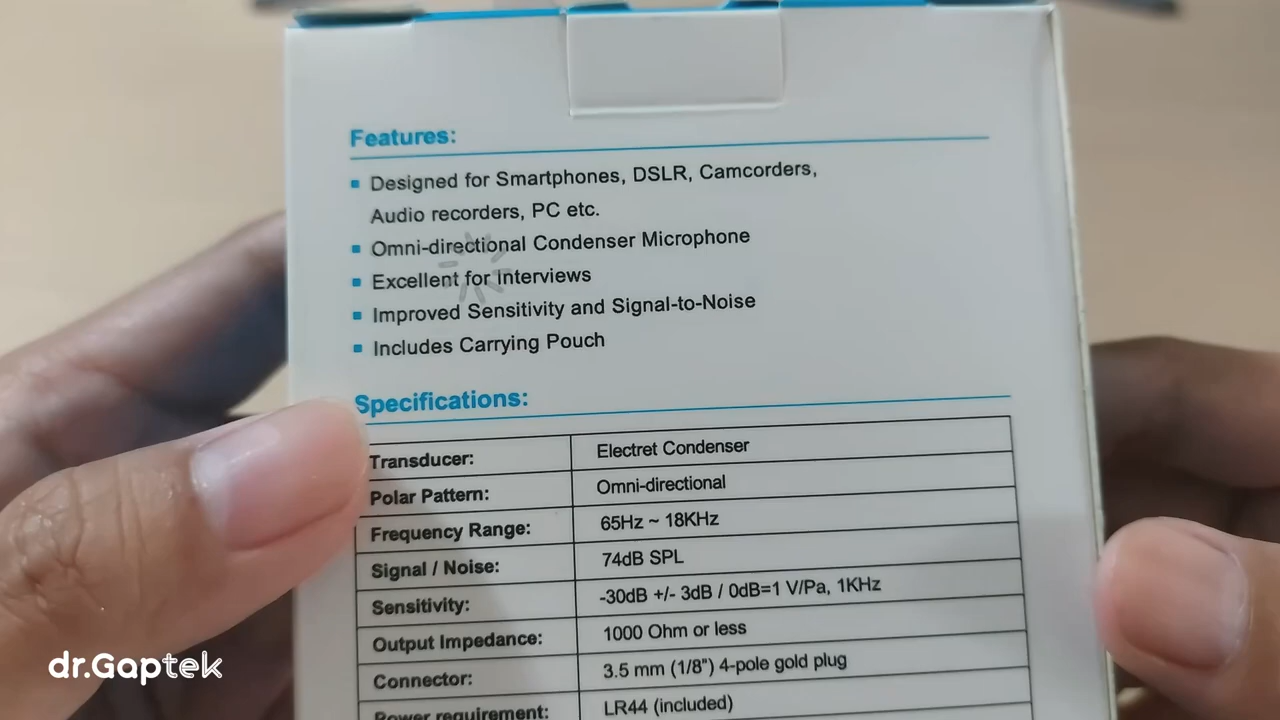 Features:
Designed for Smartphones, DSLR, Camcorders,
Audio recorders, PC etc.
Omni-directional Condenser Microphone
Excellent for Interviews
Improved Sensitivity and Signal-to-Noise
Includes Carrying Pouch
Specifications:
Transducer: Electret Condenser
Polar Pattern: Omni-directional
Frequency Range: 65Hz ~ 18KHz
Signal / Noise: 74dB SPL
Sensitivity: -30dB +/- 3dB / 0dB=1 V/Pa, 1KHz
Output Impedance: 1000 Ohm or less
Connector: 3.5 mm (1/8") 4-pole gold plug
Power requirement: LR44 (included)
dr.Gaptek